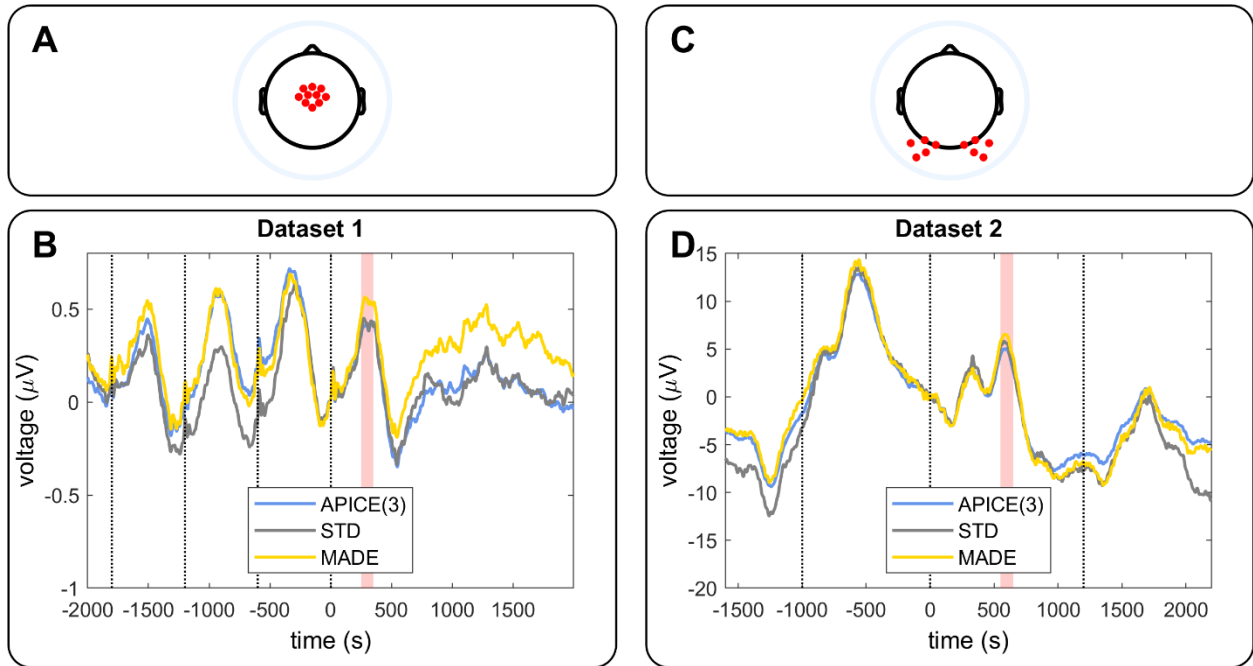 A
C
B
Dataset 1
0.5
0
-0.5
-1
-2000 -1500 -1000 -500 0 500 1000 1500
voltage (μV)
time (s)
APICE(3)
STD
MADE
D
Dataset 2
15
10
5
0
-5
-10
-15
-20
-1500 -1000 -500 0 500 1000 1500 2000
voltage (μV)
time (s)
APICE(3)
STD
MADE